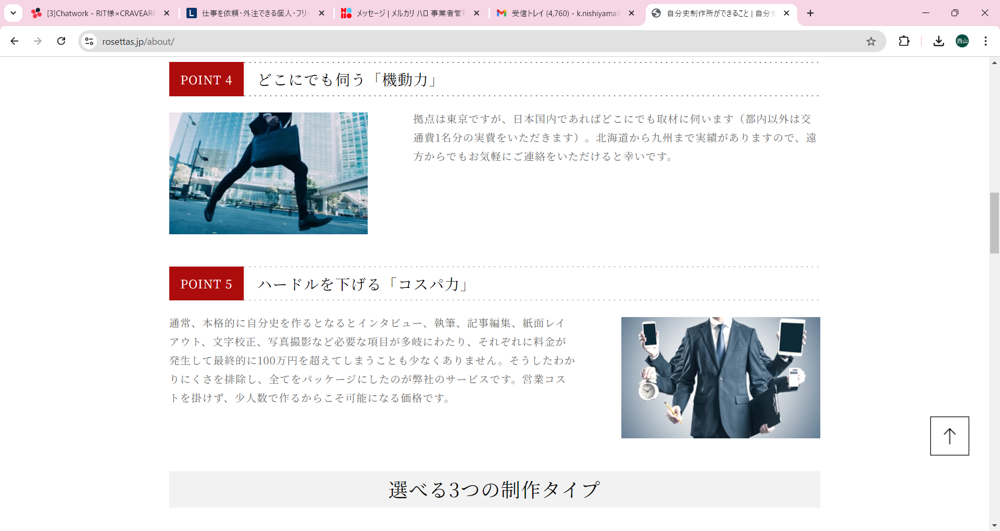 [3]Chatwork - RIT様×CRAVEARK
仕事を依頼・外注できる個人・フリー
メッセージ | メルカリ ハロ 事業者管理
受信トレイ (4,760) - k.nishiyama@
自分史制作所ができること | 自分史
rosettas.jp/about/
西山
POINT 4
どこにでも伺う「機動力」
拠点は東京ですが、日本国内であればどこにでも取材に伺います（都内以外は交
通費1名分の実費をいただきます）。北海道から九州まで実績がありますので、遠
方からでもお気軽にご連絡をいただけると幸いです。
POINT 5
ハードルを下げる「コスパ力」
通常、本格的に自分史を作るとなるとインタビュー、執筆、記事編集、紙面レイ
アウト、文字校正、写真撮影など必要な項目が多岐にわたり、それぞれに料金が
発生して最終的に100万円を超えてしまうことも少なくありません。そうしたわか
りにくさを排除し、全てをパッケージにしたのが弊社のサービスです。営業コス
トを掛けず、少人数で作るからこそ可能になる価格です。
選べる3つの制作タイプ